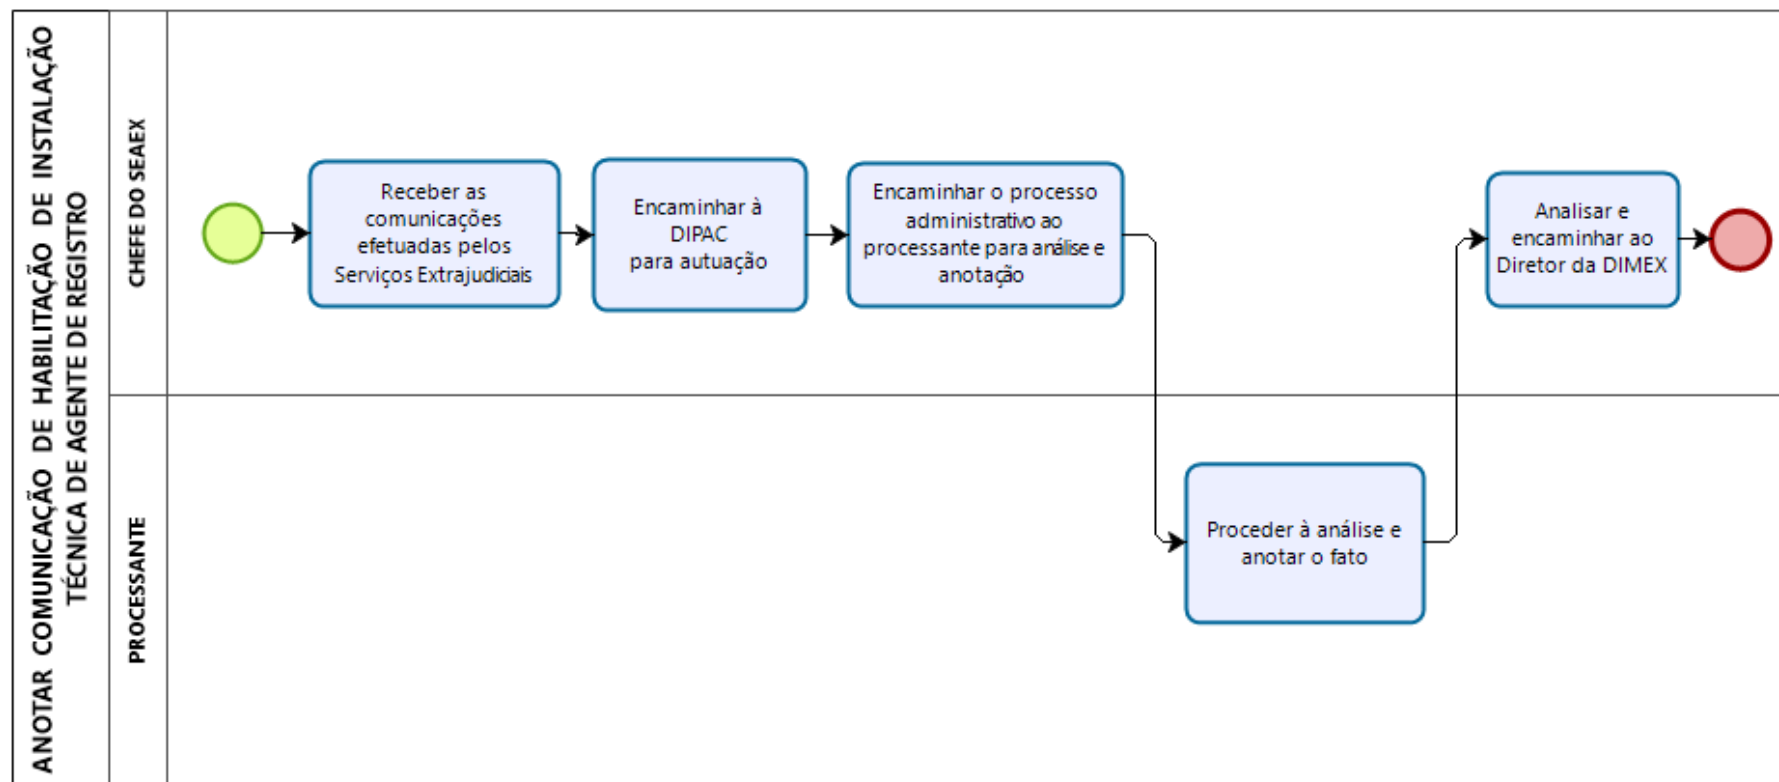 ANOTAR COMUNICAÇÃO DE HABILITAÇÃO DE INSTALAÇÃO
TÉCNICA DE AGENTE DE REGISTRO
CHEFE DO SEAEX
Receber as
comunicações
efetuadas pelos
Serviços Extrajudiciais
Encaminhar à
DIPAC
para autuação
Encaminhar o processo
administrativo ao
processante para análise e
anotação
Analisar e
encaminhar ao
Diretor da DIMEX
PROCESSANTE
Proceder à análise e
anotar o fato